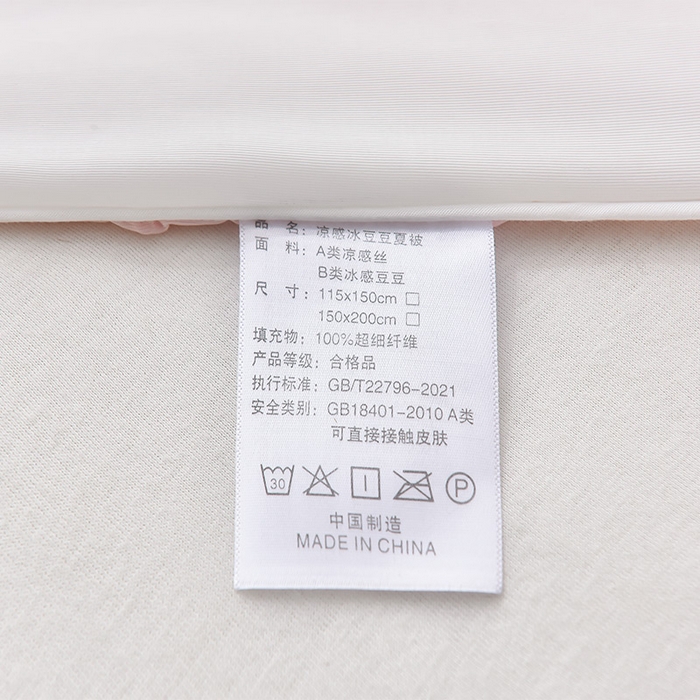 品 名：凉感冰豆豆夏被
面 料：A类凉感丝
B类冰感豆豆
尺 寸：115x150cm □
150x200cm □
填充物：100%超细纤维
产品等级：合格品
执行标准：GB/T22796-2021
安全类别：GB18401-2010 A类
可直接接触皮肤
30 P
中国制造
MADE IN CHINA